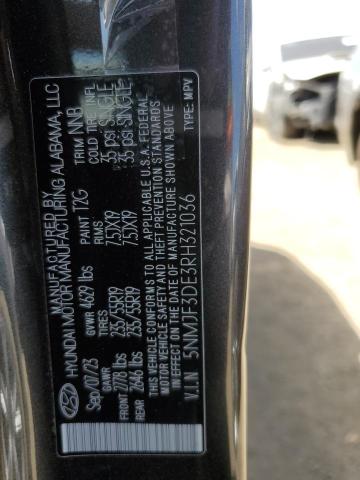 MANUFACTURED BY
HYUNDAI MOTOR MANUFACTURING ALABAMA, LLC
Sep/07/23 GVWR 4629 lbs PAINT T2G TRIM NNB
TIRES RIMS COLD TIRE INFL
FRONT 2778 lbs 235/55R19 7.5JX19 35 psi SINGLE
REAR 2646 lbs 235/55R19 7.5JX19 35 psi SINGLE
THIS VEHICLE CONFORMS TO ALL APPLICABLE U.S.A. FEDERAL
MOTOR VEHICLE SAFETY AND THEFT PREVENTION STANDARDS
IN EFFECT ON THE DATE OF MANUFACTURE SHOWN ABOVE.
V.I.N 5NMJF3DE3RH321036 TYPE: MPV